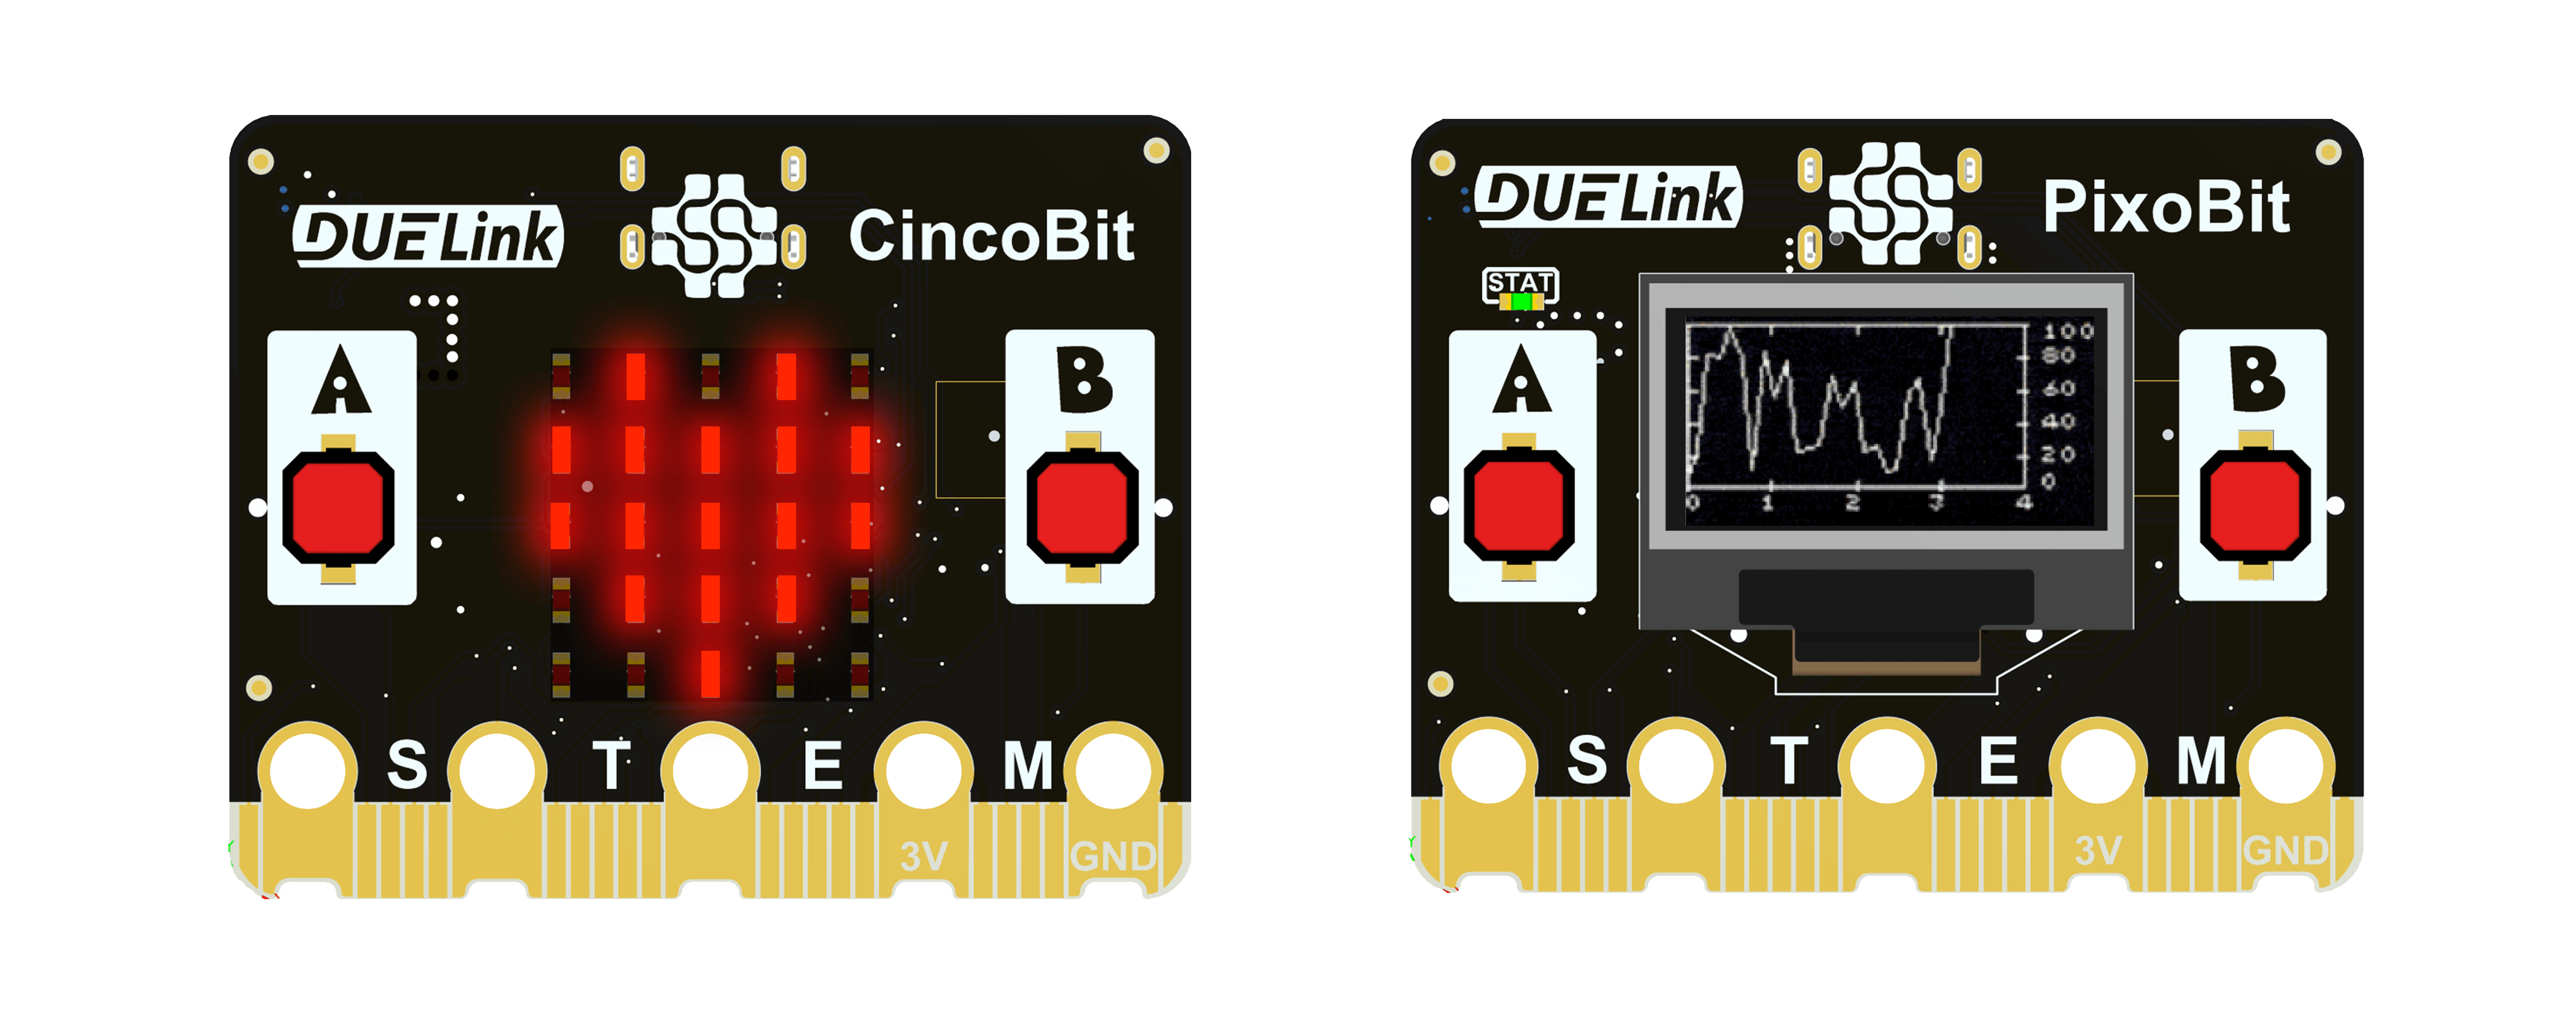 DUELink CincoBit
A B
S T E M
3V GND
DUELink PixoBit
STAT
A B
100
80
60
40
20
0
0 1 2 3 4
S T E M
3V GND